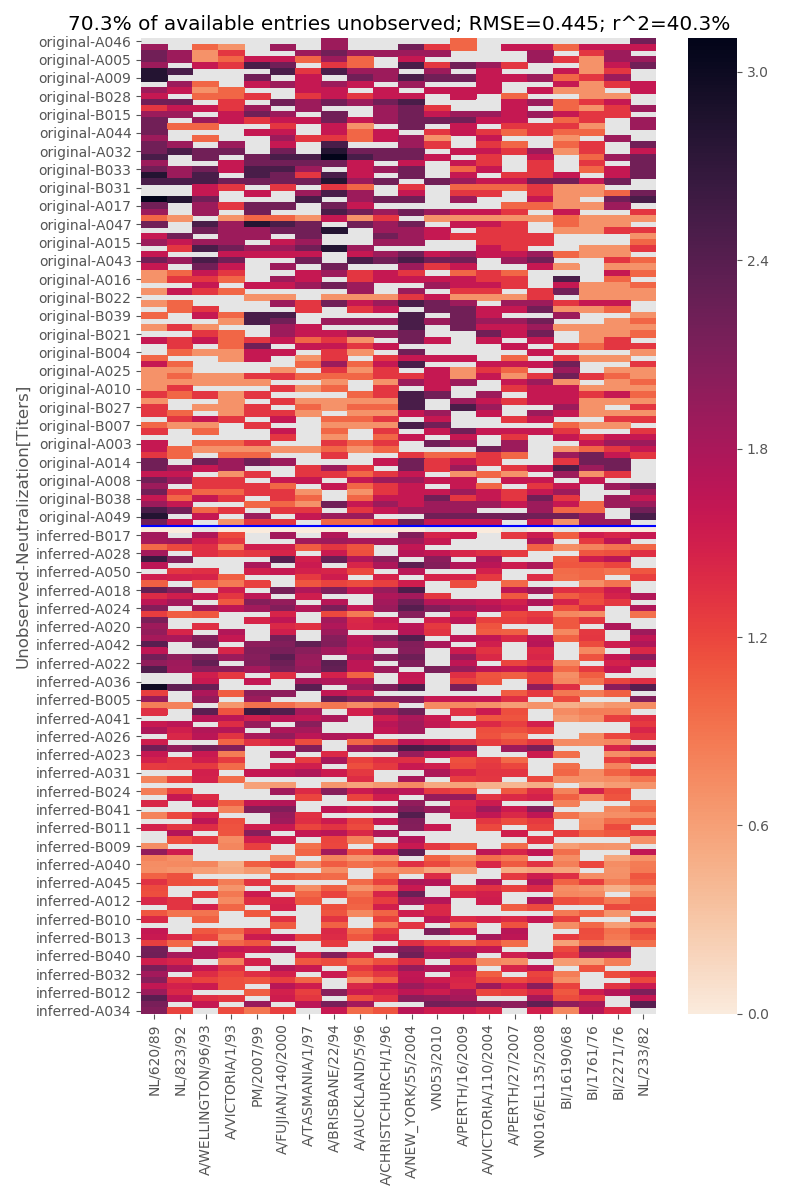 70.3% of available entries unobserved; RMSE=0.445; r^2=40.3%
Unobserved-Neutralization[Titers]
original-A046
original-A005
original-A009
original-B028
original-B015
original-A044
original-A032
original-B033
original-B031
original-A017
original-A047
original-A015
original-A043
original-A016
original-B022
original-B039
original-B021
original-B004
original-A025
original-A010
original-B027
original-B007
original-A003
original-A014
original-A008
original-B038
original-A049
inferred-B017
inferred-A028
inferred-A050
inferred-A018
inferred-A024
inferred-A020
inferred-A042
inferred-A022
inferred-A036
inferred-B005
inferred-A041
inferred-A026
inferred-A023
inferred-A031
inferred-B024
inferred-B041
inferred-B011
inferred-B009
inferred-A040
inferred-A045
inferred-A012
inferred-B010
inferred-B013
inferred-B040
inferred-B032
inferred-B012
inferred-A034
NL/620/89
NL/823/92
A/WELLINGTON/96/93
A/VICTORIA/1/93
PM/2007/99
A/FUJIAN/140/2000
A/TASMANIA/1/97
A/BRISBANE/22/94
A/AUCKLAND/5/96
A/CHRISTCHURCH/1/96
A/NEW_YORK/55/2004
VN053/2010
A/PERTH/16/2009
A/VICTORIA/110/2004
A/PERTH/27/2007
VN016/EL135/2008
BI/16190/68
BI/1761/76
BI/2271/76
NL/233/82
3.0
2.4
1.8
1.2
0.6
0.0